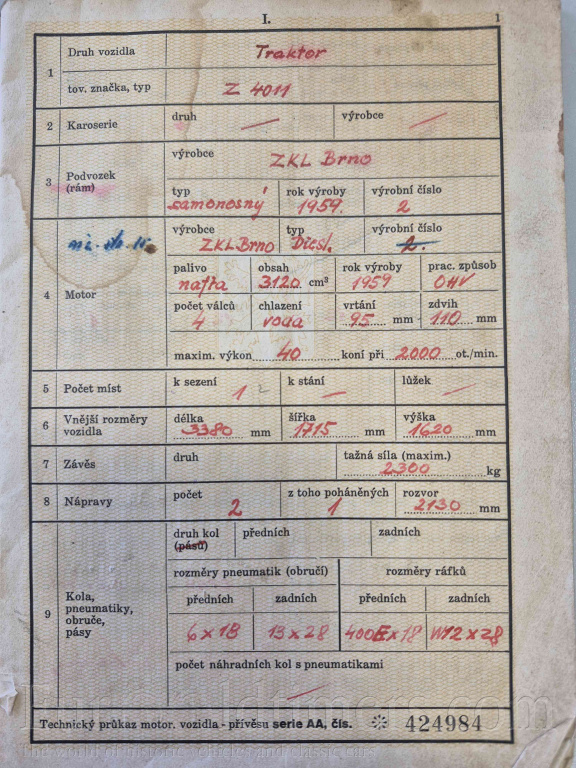 I. 1
1 Druh vozidla Traktor
tov. značka, typ Z 4011
2 Karoserie druh — výrobce —
3 Podvozek (rám) výrobce ZKL Brno
typ samonosný rok výroby 1959. výrobní číslo 2
výrobce ZKL Brno typ Diesl. výrobní číslo 2.
4 Motor palivo nafta obsah 3120 cm³ rok výroby 1959 prac. způsob OHV
počet válců 4 chlazení voda vrtání 95 mm zdvih 110 mm
maxim. výkon 40 koní při 2000 ot./min.
5 Počet míst k sezení 1 k stání — lůžek —
6 Vnější rozměry vozidla délka 3380 mm šířka 1715 mm výška 1620 mm
7 Závěs druh tažná síla (maxim.) 2300 kg
8 Nápravy počet 2 z toho poháněných 1 rozvor 2130 mm
9 Kola, pneumatiky, obruče, pásy
druh kol (pásů) předních zadních
rozměry pneumatik (obručí) rozměry ráfků
předních zadních předních zadních
6 x 18 13 x 28 400E x 18 W12 x 28
počet náhradních kol s pneumatikami
—
Technický průkaz motor. vozidla - přívěsu serie AA, čís. 424984